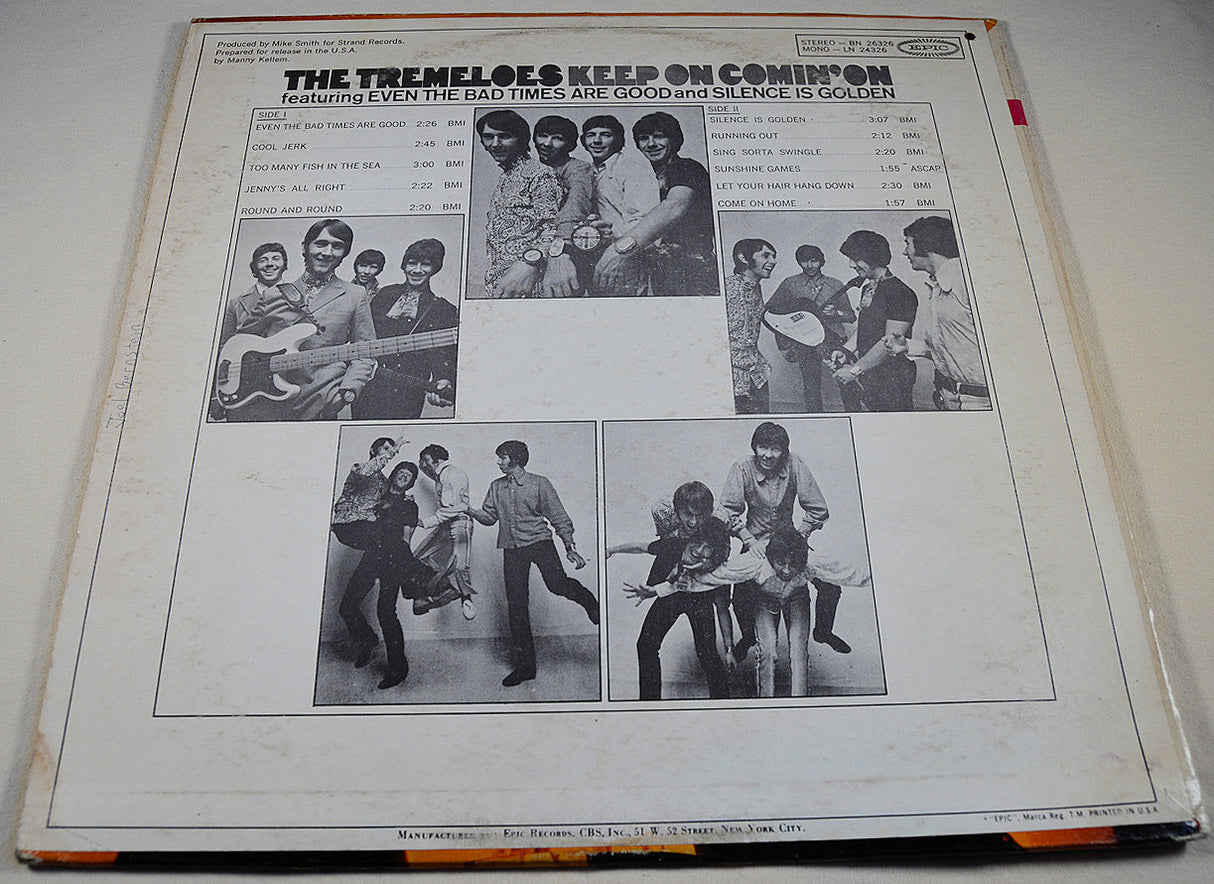 Produced by Mike Smith for Strand Records.
Prepared for release in the U.S.A.
by Manny Kellem.
STEREO — BN 26326
MONO — LN 24326
EPIC
THE TREMELOES KEEP ON COMIN' ON
featuring EVEN THE BAD TIMES ARE GOOD and SILENCE IS GOLDEN
SIDE I
EVEN THE BAD TIMES ARE GOOD 2:26 BMI
COOL JERK 2:45 BMI
TOO MANY FISH IN THE SEA 3:00 BMI
JENNY'S ALL RIGHT 2:22 BMI
ROUND AND ROUND 2:20 BMI
SIDE II
SILENCE IS GOLDEN 3:07 BMI
RUNNING OUT 2:12 BMI
SING SORTA SWINGLE 2:20 BMI
SUNSHINE GAMES 1:55 ASCAP
LET YOUR HAIR HANG DOWN 2:30 BMI
COME ON HOME 1:57 BMI
Joel Bernstein
MANUFACTURED EPIC RECORDS, CBS, INC., 51 W. 52 STREET, NEW YORK CITY.
"EPIC", Marca Reg. T.M. PRINTED IN U.S.A.